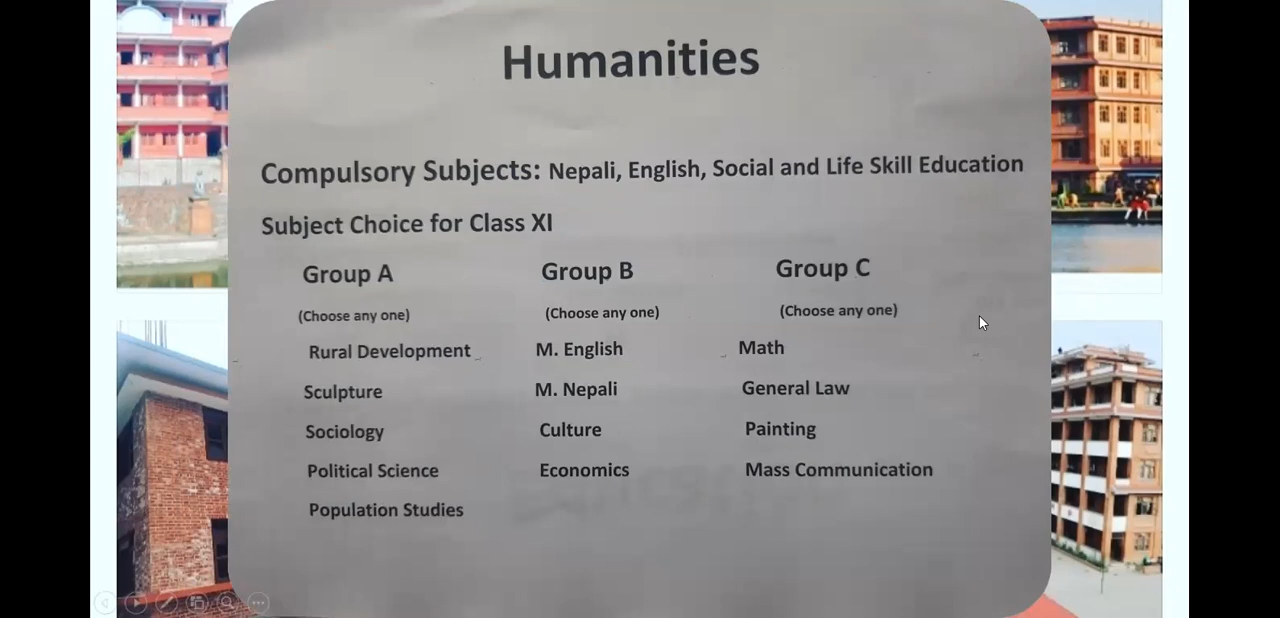 Humanities
Compulsory Subjects: Nepali, English, Social and Life Skill Education
Subject Choice for Class XI
Group A Group B Group C
(Choose any one) (Choose any one) (Choose any one)
Rural Development M. English Math
Sculpture M. Nepali General Law
Sociology Culture Painting
Political Science Economics Mass Communication
Population Studies